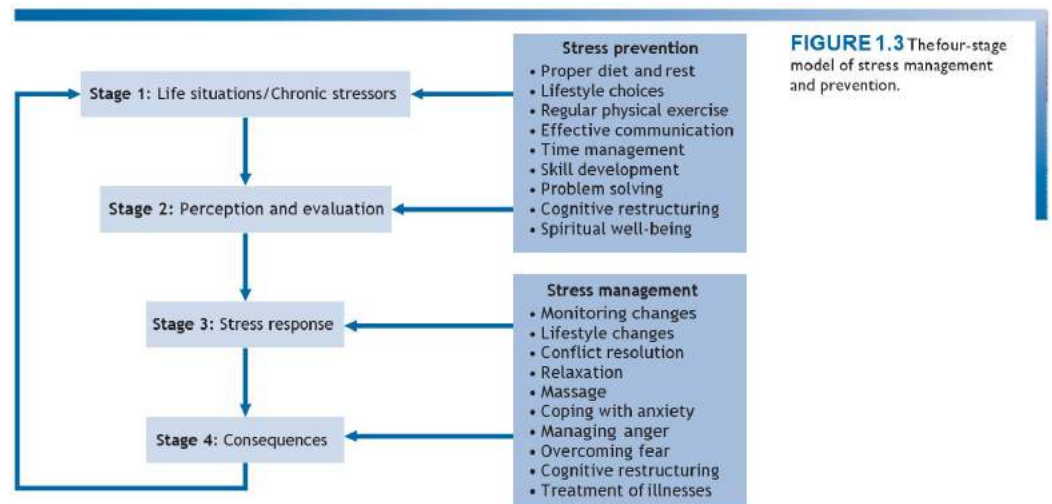 FIGURE 1.3 The four-stage
model of stress management
and prevention.
Stage 1: Life situations/Chronic stressors
Stage 2: Perception and evaluation
Stage 3: Stress response
Stage 4: Consequences
Stress prevention
• Proper diet and rest
• Lifestyle choices
• Regular physical exercise
• Effective communication
• Time management
• Skill development
• Problem solving
• Cognitive restructuring
• Spiritual well-being
Stress management
• Monitoring changes
• Lifestyle changes
• Conflict resolution
• Relaxation
• Massage
• Coping with anxiety
• Managing anger
• Overcoming fear
• Cognitive restructuring
• Treatment of illnesses